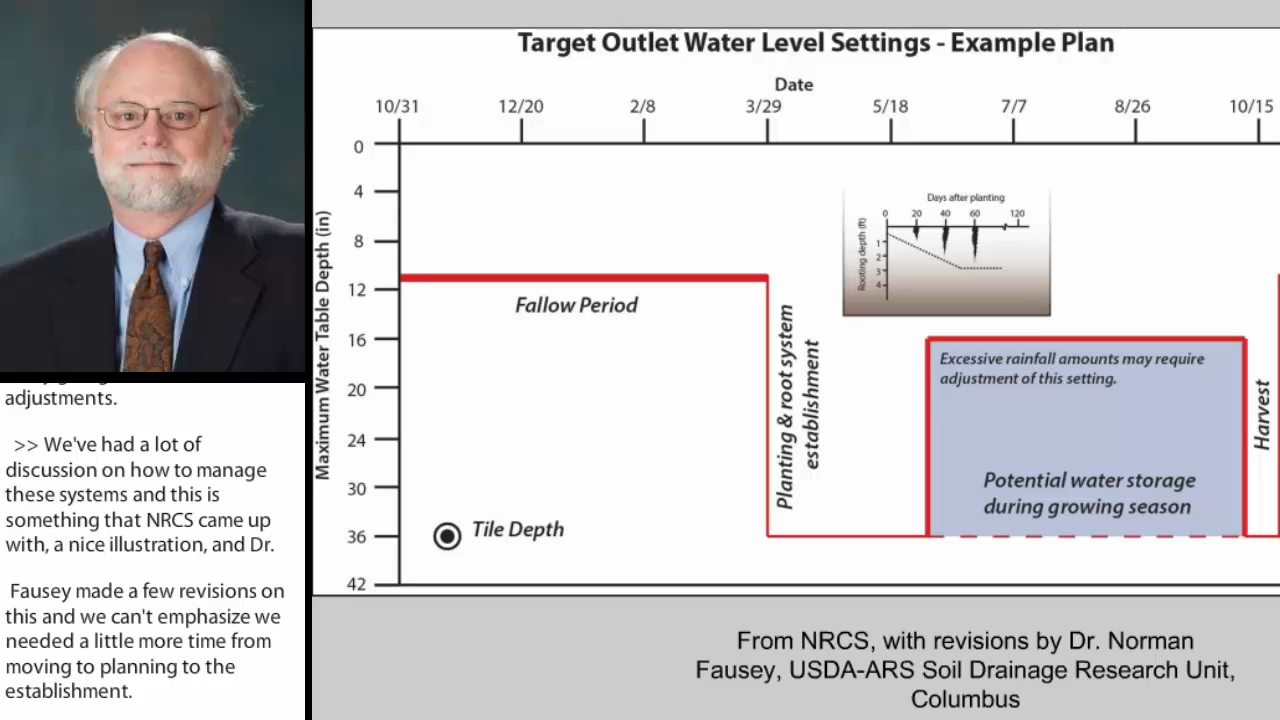 adjustments.
>> We've had a lot of
discussion on how to manage
these systems and this is
something that NRCS came up
with, a nice illustration, and Dr.
Fausey made a few revisions on
this and we can't emphasize we
needed a little more time from
moving to planning to the
establishment.
Target Outlet Water Level Settings - Example Plan
Date
10/31 12/20 2/8 3/29 5/18 7/7 8/26 10/15
Maximum Water Table Depth (in)
0
4
8
12
16
20
24
30
36
42
Fallow Period
Tile Depth
Planting & root system
establishment
Days after planting
0 20 40 60 120
Rooting depth (ft)
1
2
3
4
Excessive rainfall amounts may require
adjustment of this setting.
Potential water storage
during growing season
Harvest
From NRCS, with revisions by Dr. Norman
Fausey, USDA-ARS Soil Drainage Research Unit,
Columbus